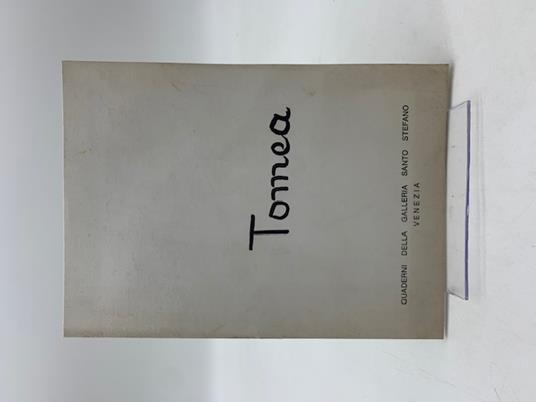 Tomea
QUADERNI DELLA GALLERIA SANTO STEFANO
VENEZIA